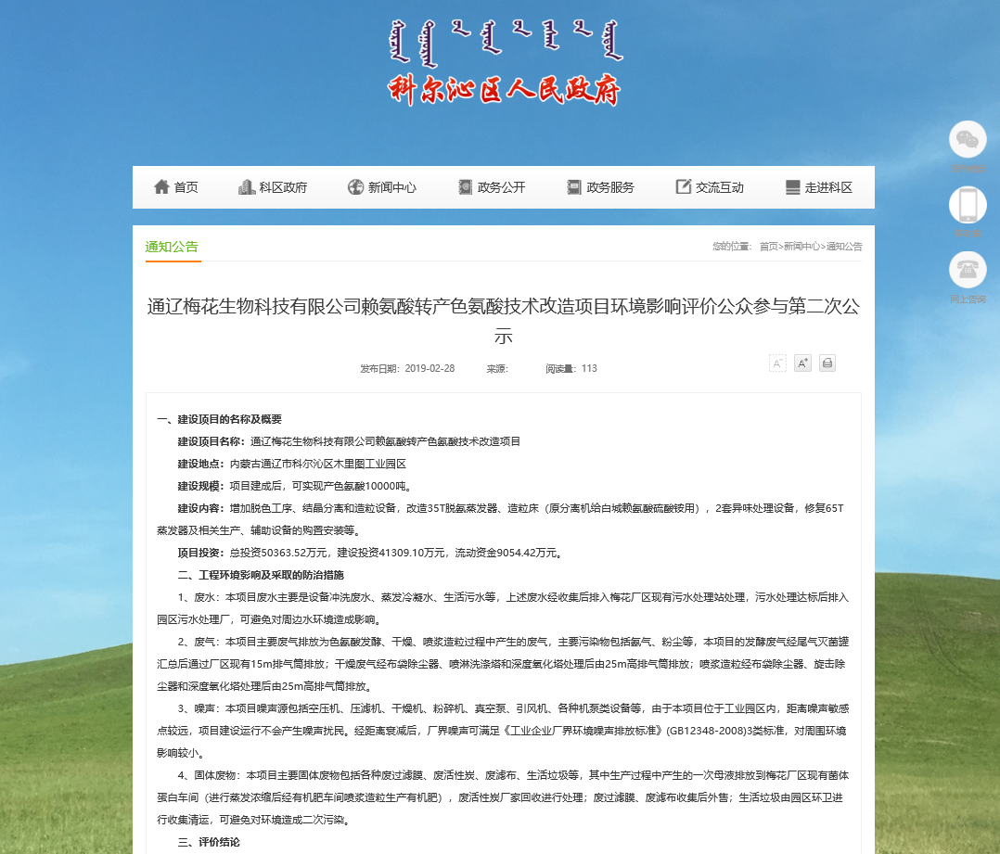 科尔沁区人民政府
首页 科区政府 新闻中心 政务公开 政务服务 交流互动 走进科区
通知公告
您的位置： 首页>新闻中心>通知公告
通辽梅花生物科技有限公司赖氨酸转产色氨酸技术改造项目环境影响评价公众参与第二次公
示
发布日期：2019-02-28 来源： 阅读量：113
A- A+
网上咨询
一、建设项目的名称及概要
建设项目名称：通辽梅花生物科技有限公司赖氨酸转产色氨酸技术改造项目
建设地点：内蒙古通辽市科尔沁区木里图工业园区
建设规模：项目建成后，可实现产色氨酸10000吨。
建设内容：增加脱色工序、结晶分离和造粒设备，改造35T脱氨蒸发器、造粒床（原分离机给白城赖氨酸硫酸铵用），2套异味处理设备，修复65T
蒸发器及相关生产、辅助设备的购置安装等。
项目投资：总投资50363.52万元，建设投资41309.10万元，流动资金9054.42万元。
二、工程环境影响及采取的防治措施
1、废水：本项目废水主要是设备冲洗废水、蒸发冷凝水、生活污水等，上述废水经收集后排入梅花厂区现有污水处理站处理，污水处理达标后排入
园区污水处理厂，可避免对周边水环境造成影响。
2、废气：本项目主要废气排放为色氨酸发酵、干燥、喷浆造粒过程中产生的废气，主要污染物包括氨气、粉尘等，本项目的发酵废气经尾气灭菌罐
汇总后通过厂区现有15m排气筒排放；干燥废气经布袋除尘器、喷淋洗涤塔和深度氧化塔处理后由25m高排气筒排放；喷浆造粒经布袋除尘器、旋击除
尘器和深度氧化塔处理后由25m高排气筒排放。
3、噪声：本项目噪声源包括空压机、压滤机、干燥机、粉碎机、真空泵、引风机、各种机泵类设备等，由于本项目位于工业园区内，距离噪声敏感
点较远，项目建设运行不会产生噪声扰民。经距离衰减后，厂界噪声可满足《工业企业厂界环境噪声排放标准》(GB12348-2008)3类标准，对周围环境
影响较小。
4、固体废物：本项目主要固体废物包括各种废过滤膜、废活性炭、废滤布、生活垃圾等，其中生产过程中产生的一次母液排放到梅花厂区现有菌体
蛋白车间（进行蒸发浓缩后经有机肥车间喷浆造粒生产有机肥），废活性炭厂家回收进行处理；废过滤膜、废滤布收集后外售；生活垃圾由园区环卫进
行收集清运，可避免对环境造成二次污染。
三、评价结论